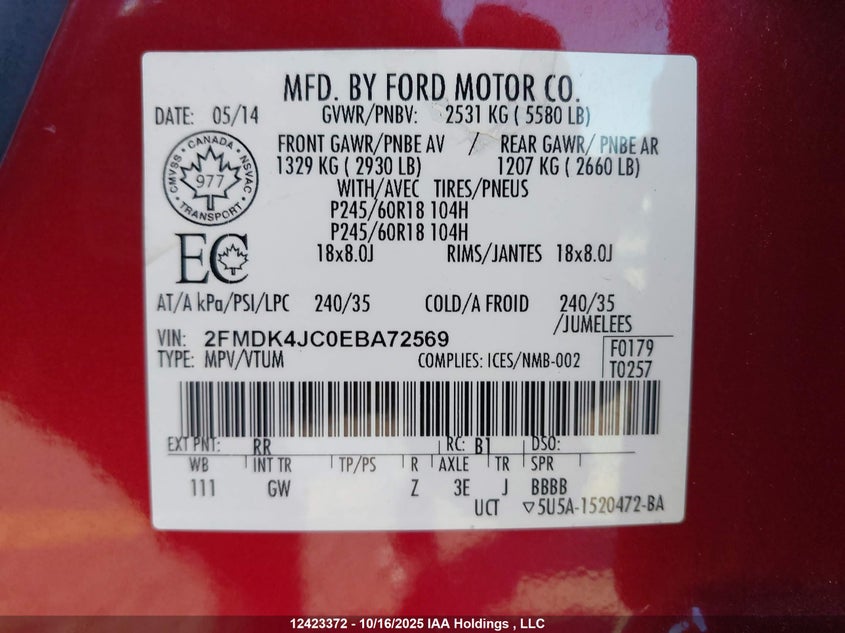 MFD. BY FORD MOTOR CO.
DATE: 05/14 GVWR/PNBV: 2531 KG ( 5580 LB)
FRONT GAWR/PNBE AV / REAR GAWR/ PNBE AR
1329 KG ( 2930 LB) 1207 KG ( 2660 LB)
WITH/AVEC TIRES/PNEUS
P245/60R18 104H
P245/60R18 104H
18x8.0J RIMS/JANTES 18x8.0J
CANADA
CMVSS NSVAC
977
TRANSPORT
EC
AT/A kPa/PSI/LPC 240/35 COLD/A FROID 240/35
/JUMELEES
VIN: 2FMDK4JC0EBA72569
TYPE: MPV/VTUM COMPLIES: ICES/NMB-002
F0179
T0257
EXT PNT: RR RC: B1 DSO:
WB INT TR TP/PS R AXLE TR SPR
111 GW Z 3E J BBBB
UCT ▽5U5A-1520472-BA
12423372 - 10/16/2025 IAA Holdings , LLC